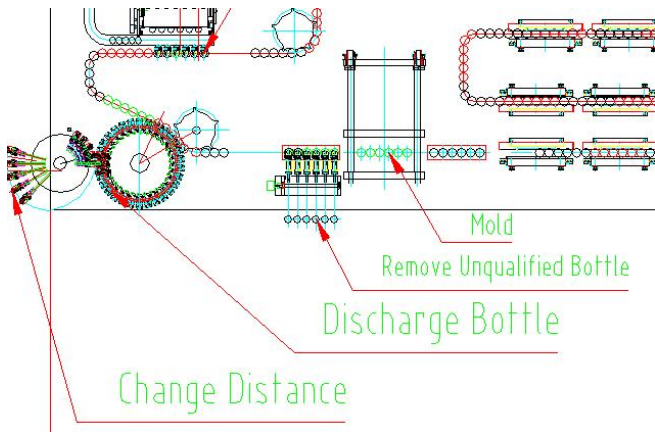 Mold
Remove Unqualified Bottle
Discharge Bottle
Change Distance